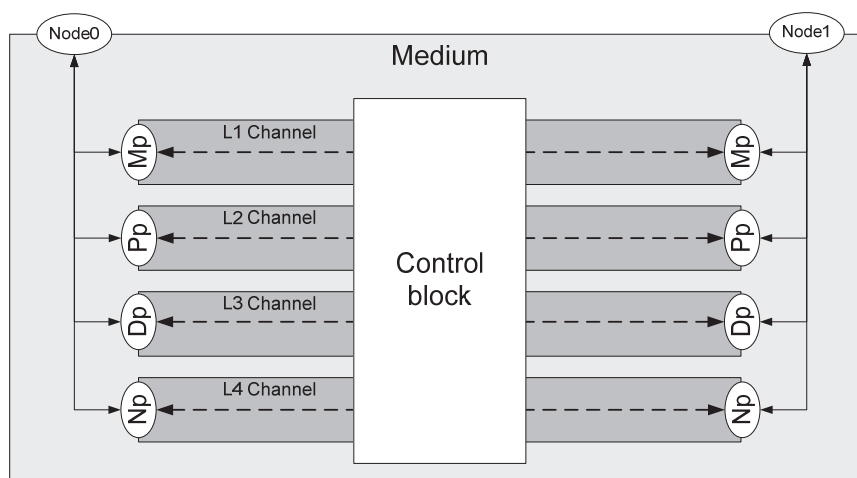 Node0
Node1
Medium
L1 Channel
Mp
Mp
L2 Channel
Pp
Pp
Control
block
L3 Channel
Dp
Dp
L4 Channel
Np
Np